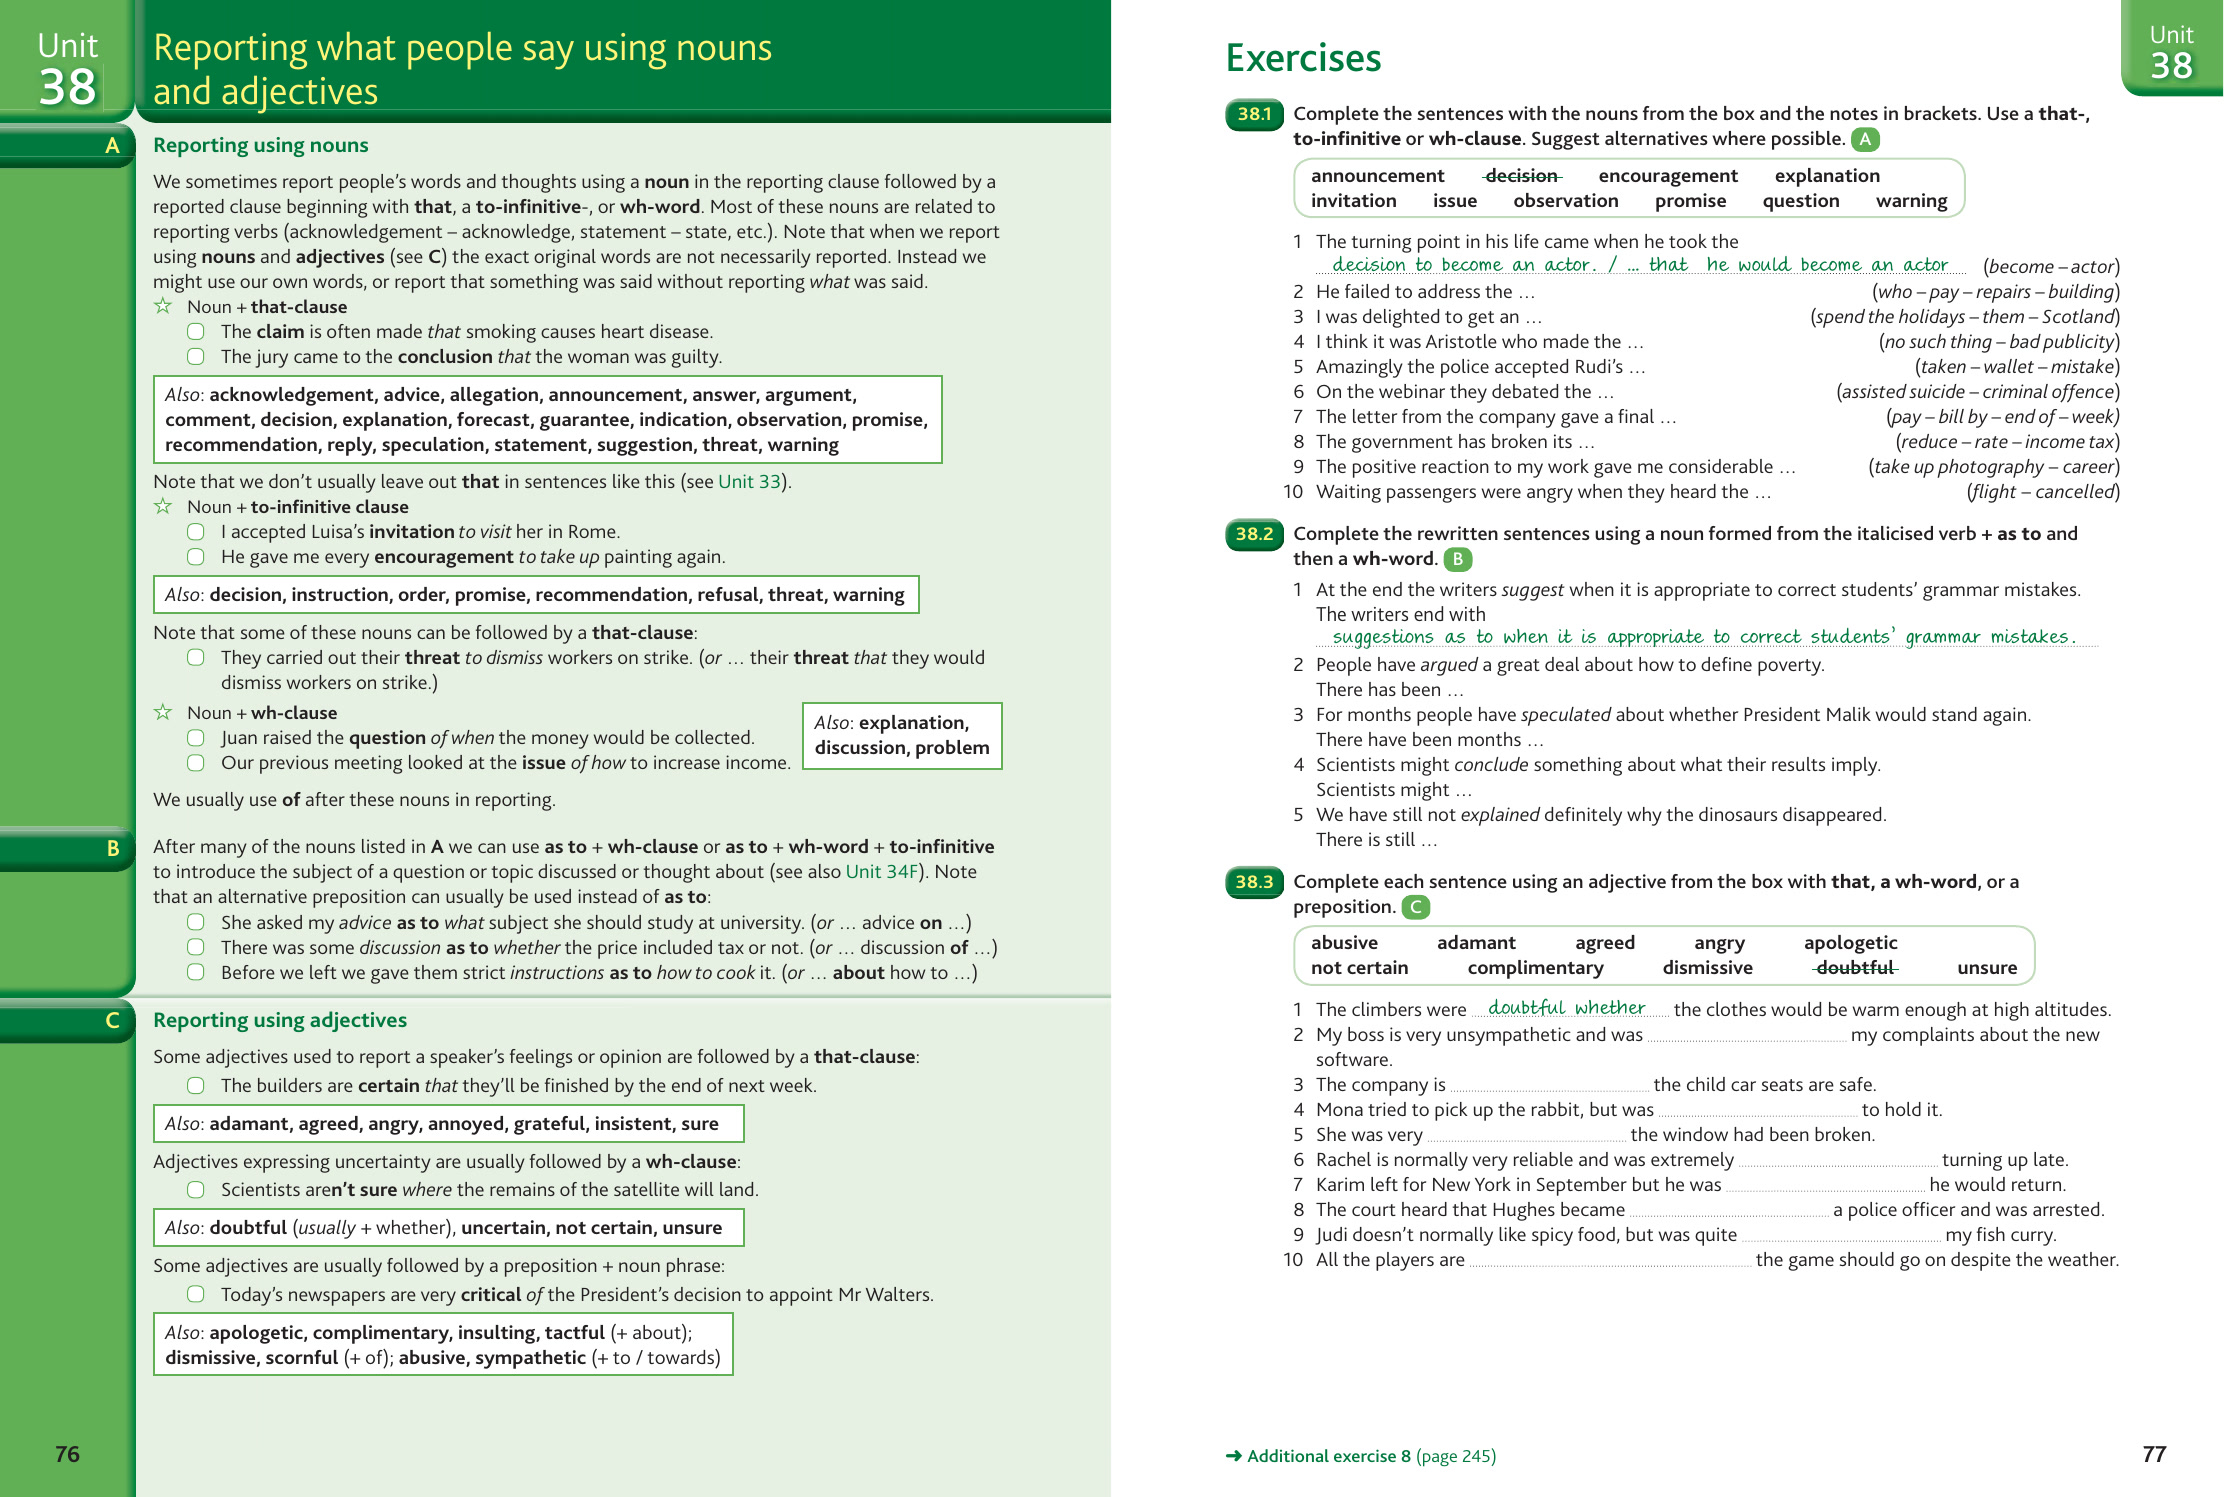 Unit
38
Reporting what people say using nouns
and adjectives
A
Reporting using nouns
We sometimes report people's words and thoughts using a noun in the reporting clause followed by a
reported clause beginning with that, a to-infinitive-, or wh-word. Most of these nouns are related to
reporting verbs (acknowledgement – acknowledge, statement – state, etc.). Note that when we report
using nouns and adjectives (see C) the exact original words are not necessarily reported. Instead we
might use our own words, or report that something was said without reporting what was said.
☆ Noun + that-clause
The claim is often made that smoking causes heart disease.
The jury came to the conclusion that the woman was guilty.
Also: acknowledgement, advice, allegation, announcement, answer, argument,
comment, decision, explanation, forecast, guarantee, indication, observation, promise,
recommendation, reply, speculation, statement, suggestion, threat, warning
Note that we don't usually leave out that in sentences like this (see Unit 33).
☆ Noun + to-infinitive clause
I accepted Luisa's invitation to visit her in Rome.
He gave me every encouragement to take up painting again.
Also: decision, instruction, order, promise, recommendation, refusal, threat, warning
Note that some of these nouns can be followed by a that-clause:
They carried out their threat to dismiss workers on strike. (or … their threat that they would
dismiss workers on strike.)
☆ Noun + wh-clause
Juan raised the question of when the money would be collected.
Our previous meeting looked at the issue of how to increase income.
Also: explanation,
discussion, problem
We usually use of after these nouns in reporting.
B
After many of the nouns listed in A we can use as to + wh-clause or as to + wh-word + to-infinitive
to introduce the subject of a question or topic discussed or thought about (see also Unit 34F). Note
that an alternative preposition can usually be used instead of as to:
She asked my advice as to what subject she should study at university. (or … advice on …)
There was some discussion as to whether the price included tax or not. (or … discussion of …)
Before we left we gave them strict instructions as to how to cook it. (or … about how to …)
C
Reporting using adjectives
Some adjectives used to report a speaker's feelings or opinion are followed by a that-clause:
The builders are certain that they'll be finished by the end of next week.
Also: adamant, agreed, angry, annoyed, grateful, insistent, sure
Adjectives expressing uncertainty are usually followed by a wh-clause:
Scientists aren't sure where the remains of the satellite will land.
Also: doubtful (usually + whether), uncertain, not certain, unsure
Some adjectives are usually followed by a preposition + noun phrase:
Today's newspapers are very critical of the President's decision to appoint Mr Walters.
Also: apologetic, complimentary, insulting, tactful (+ about);
dismissive, scornful (+ of); abusive, sympathetic (+ to / towards)
76
Exercises
Unit
38
38.1 Complete the sentences with the nouns from the box and the notes in brackets. Use a that-,
to-infinitive or wh-clause. Suggest alternatives where possible. A
announcement decision encouragement explanation
invitation issue observation promise question warning
1 The turning point in his life came when he took the
decision to become an actor. / ... that he would become an actor (become – actor)
2 He failed to address the … (who – pay – repairs – building)
3 I was delighted to get an … (spend the holidays – them – Scotland)
4 I think it was Aristotle who made the … (no such thing – bad publicity)
5 Amazingly the police accepted Rudi's … (taken – wallet – mistake)
6 On the webinar they debated the … (assisted suicide – criminal offence)
7 The letter from the company gave a final … (pay – bill by – end of – week)
8 The government has broken its … (reduce – rate – income tax)
9 The positive reaction to my work gave me considerable … (take up photography – career)
10 Waiting passengers were angry when they heard the … (flight – cancelled)
38.2 Complete the rewritten sentences using a noun formed from the italicised verb + as to and
then a wh-word. B
1 At the end the writers suggest when it is appropriate to correct students' grammar mistakes.
The writers end with
suggestions as to when it is appropriate to correct students' grammar mistakes.
2 People have argued a great deal about how to define poverty.
There has been …
3 For months people have speculated about whether President Malik would stand again.
There have been months …
4 Scientists might conclude something about what their results imply.
Scientists might …
5 We have still not explained definitely why the dinosaurs disappeared.
There is still …
38.3 Complete each sentence using an adjective from the box with that, a wh-word, or a
preposition. C
abusive adamant agreed angry apologetic
not certain complimentary dismissive doubtful unsure
1 The climbers were doubtful whether the clothes would be warm enough at high altitudes.
2 My boss is very unsympathetic and was my complaints about the new
software.
3 The company is the child car seats are safe.
4 Mona tried to pick up the rabbit, but was to hold it.
5 She was very the window had been broken.
6 Rachel is normally very reliable and was extremely turning up late.
7 Karim left for New York in September but he was he would return.
8 The court heard that Hughes became a police officer and was arrested.
9 Judi doesn't normally like spicy food, but was quite my fish curry.
10 All the players are the game should go on despite the weather.
➜ Additional exercise 8 (page 245)
77